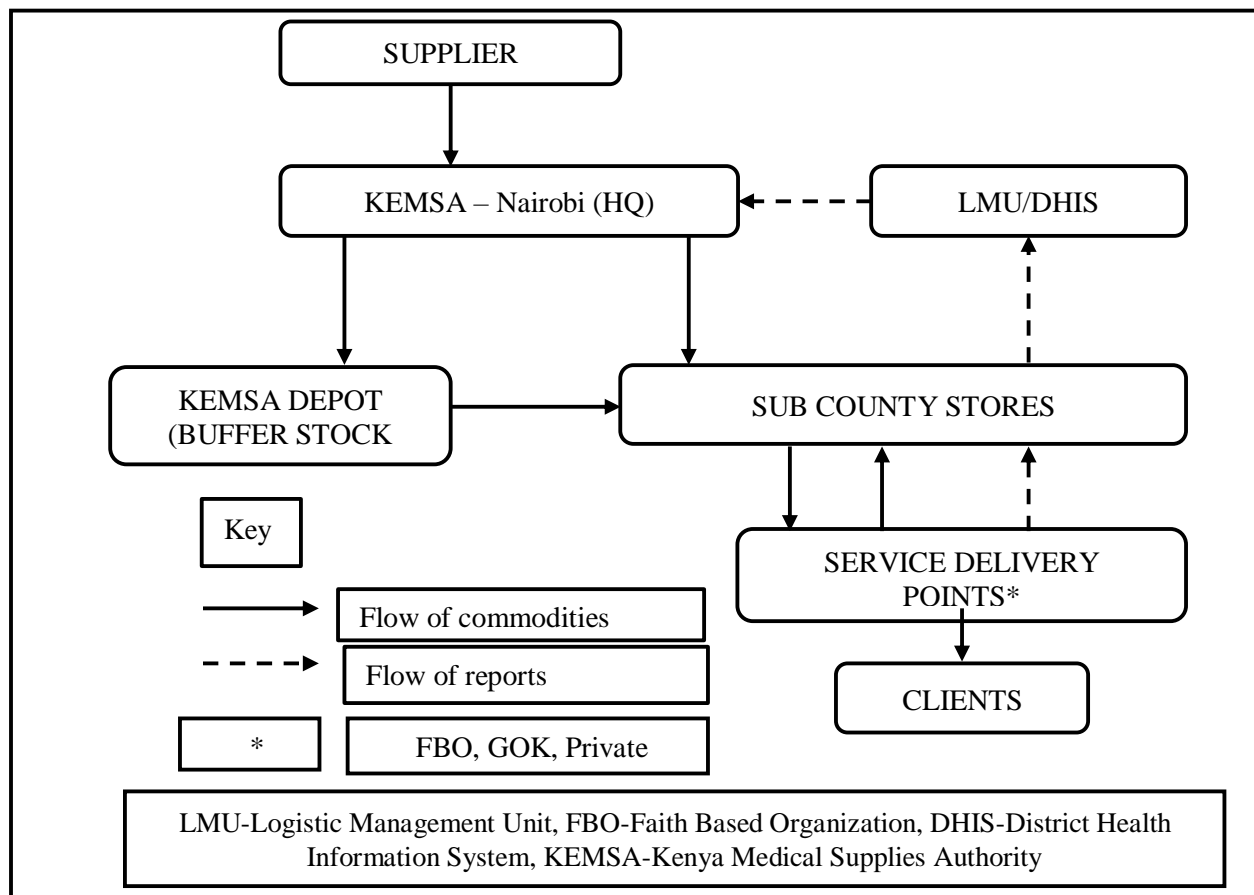 SUPPLIER
KEMSA – Nairobi (HQ)
LMU/DHIS
KEMSA DEPOT
(BUFFER STOCK
SUB COUNTY STORES
Key
SERVICE DELIVERY
POINTS*
Flow of commodities
Flow of reports
CLIENTS
*
FBO, GOK, Private
LMU-Logistic Management Unit, FBO-Faith Based Organization, DHIS-District Health
Information System, KEMSA-Kenya Medical Supplies Authority